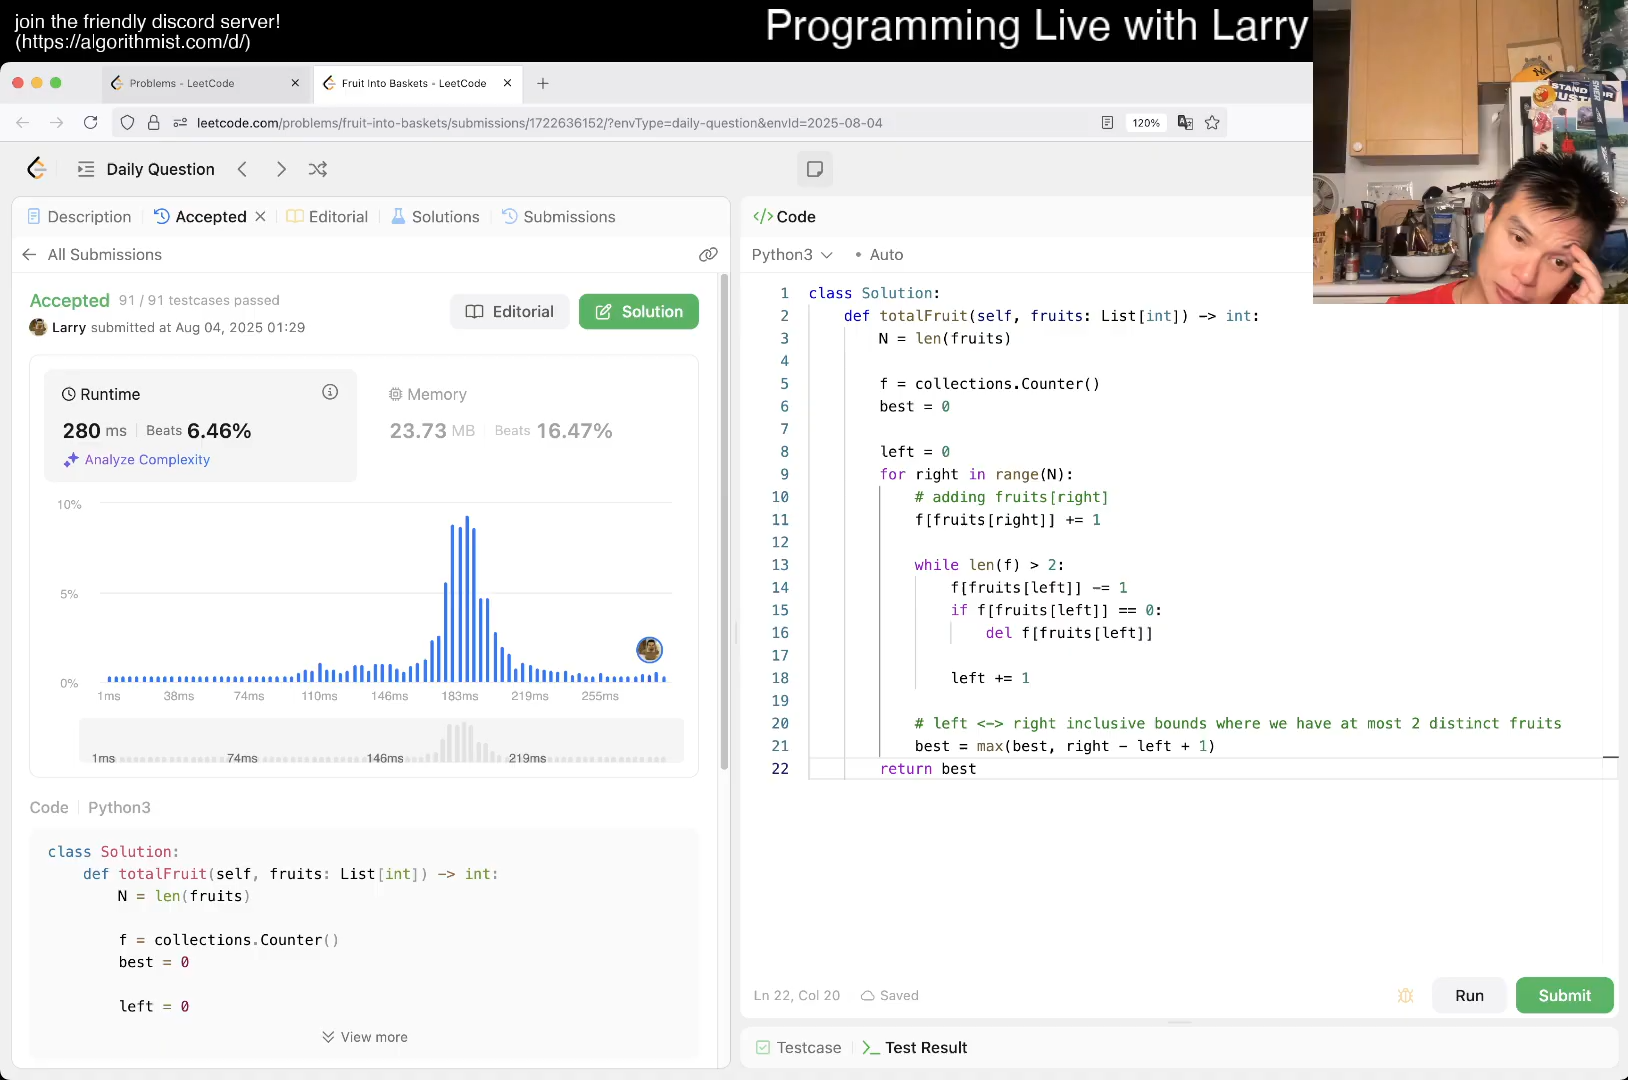 join the friendly discord server!
(https://algorithmist.com/d/)
Programming Live with Larry
Problems - LeetCode
Fruit Into Baskets - LeetCode
leetcode.com/problems/fruit-into-baskets/submissions/1722636152/?envType=daily-question&envId=2025-08-04
120%
Daily Question
Description
Accepted
Editorial
Solutions
Submissions
All Submissions
Accepted 91 / 91 testcases passed
Larry submitted at Aug 04, 2025 01:29
Editorial
Solution
Runtime
280 ms Beats 6.46%
Analyze Complexity
Memory
23.73 MB Beats 16.47%
10%
5%
0%
1ms 38ms 74ms 110ms 146ms 183ms 219ms 255ms
1ms 74ms 146ms 219ms
Code Python3
class Solution:
    def totalFruit(self, fruits: List[int]) -> int:
        N = len(fruits)
        f = collections.Counter()
        best = 0
        left = 0
View more
</> Code
Python3 • Auto
1 class Solution:
2     def totalFruit(self, fruits: List[int]) -> int:
3         N = len(fruits)
4
5         f = collections.Counter()
6         best = 0
7
8         left = 0
9         for right in range(N):
10             # adding fruits[right]
11             f[fruits[right]] += 1
12
13             while len(f) > 2:
14                 f[fruits[left]] -= 1
15                 if f[fruits[left]] == 0:
16                     del f[fruits[left]]
17
18                 left += 1
19
20             # left <-> right inclusive bounds where we have at most 2 distinct fruits
21             best = max(best, right - left + 1)
22         return best
Ln 22, Col 20 Saved
Run
Submit
Testcase
Test Result